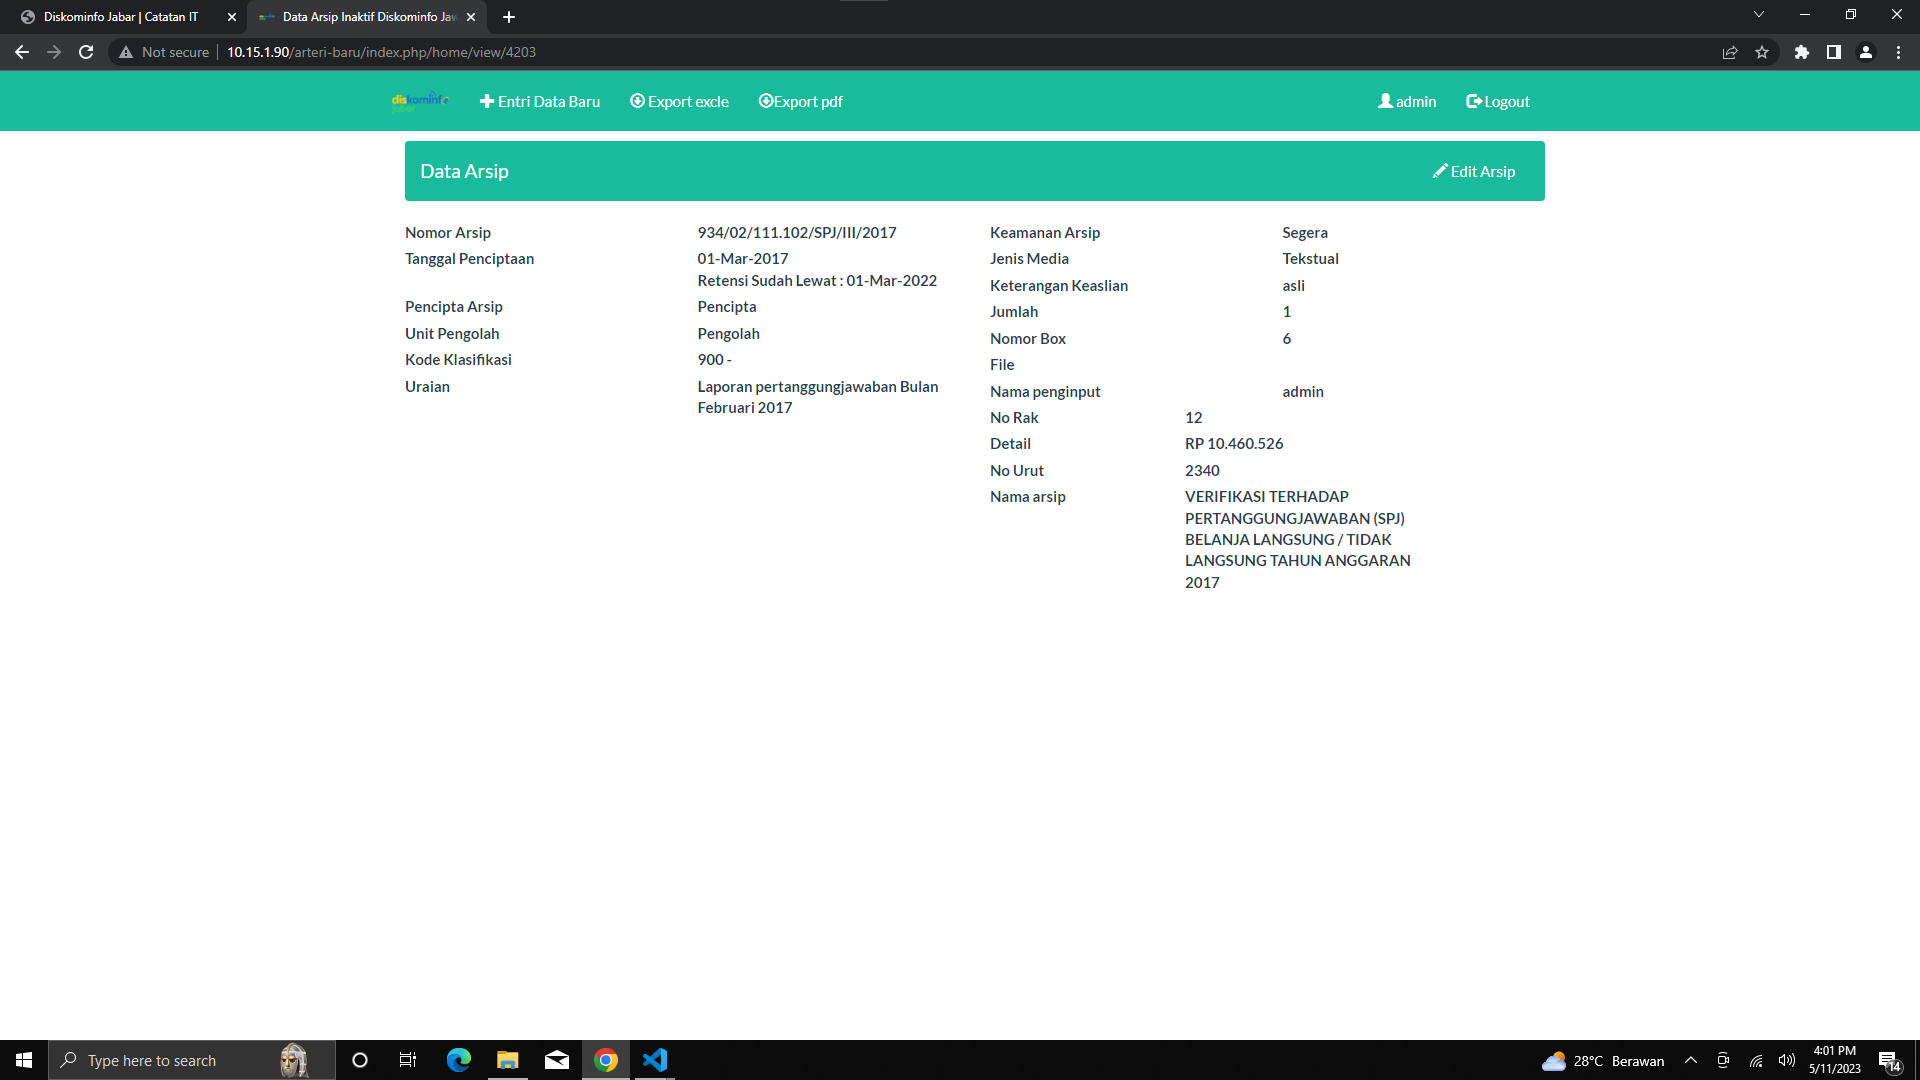 Diskominfo Jabar | Catatan IT
Data Arsip Inaktif Diskominfo Jaw
Not secure
10.15.1.90/arteri-baru/index.php/home/view/4203
diskominfo
Entri Data Baru
Export excle
Export pdf
admin
Logout
Data Arsip
Edit Arsip
Nomor Arsip 934/02/111.102/SPJ/III/2017
Tanggal Penciptaan 01-Mar-2017
Retensi Sudah Lewat : 01-Mar-2022
Pencipta Arsip Pencipta
Unit Pengolah Pengolah
Kode Klasifikasi 900 -
Uraian Laporan pertanggungjawaban Bulan
Februari 2017
Keamanan Arsip Segera
Jenis Media Tekstual
Keterangan Keaslian asli
Jumlah 1
Nomor Box 6
File
Nama penginput admin
No Rak 12
Detail RP 10.460.526
No Urut 2340
Nama arsip VERIFIKASI TERHADAP
PERTANGGUNGJAWABAN (SPJ)
BELANJA LANGSUNG / TIDAK
LANGSUNG TAHUN ANGGARAN
2017
Type here to search
28°C Berawan
4:01 PM
5/11/2023
14